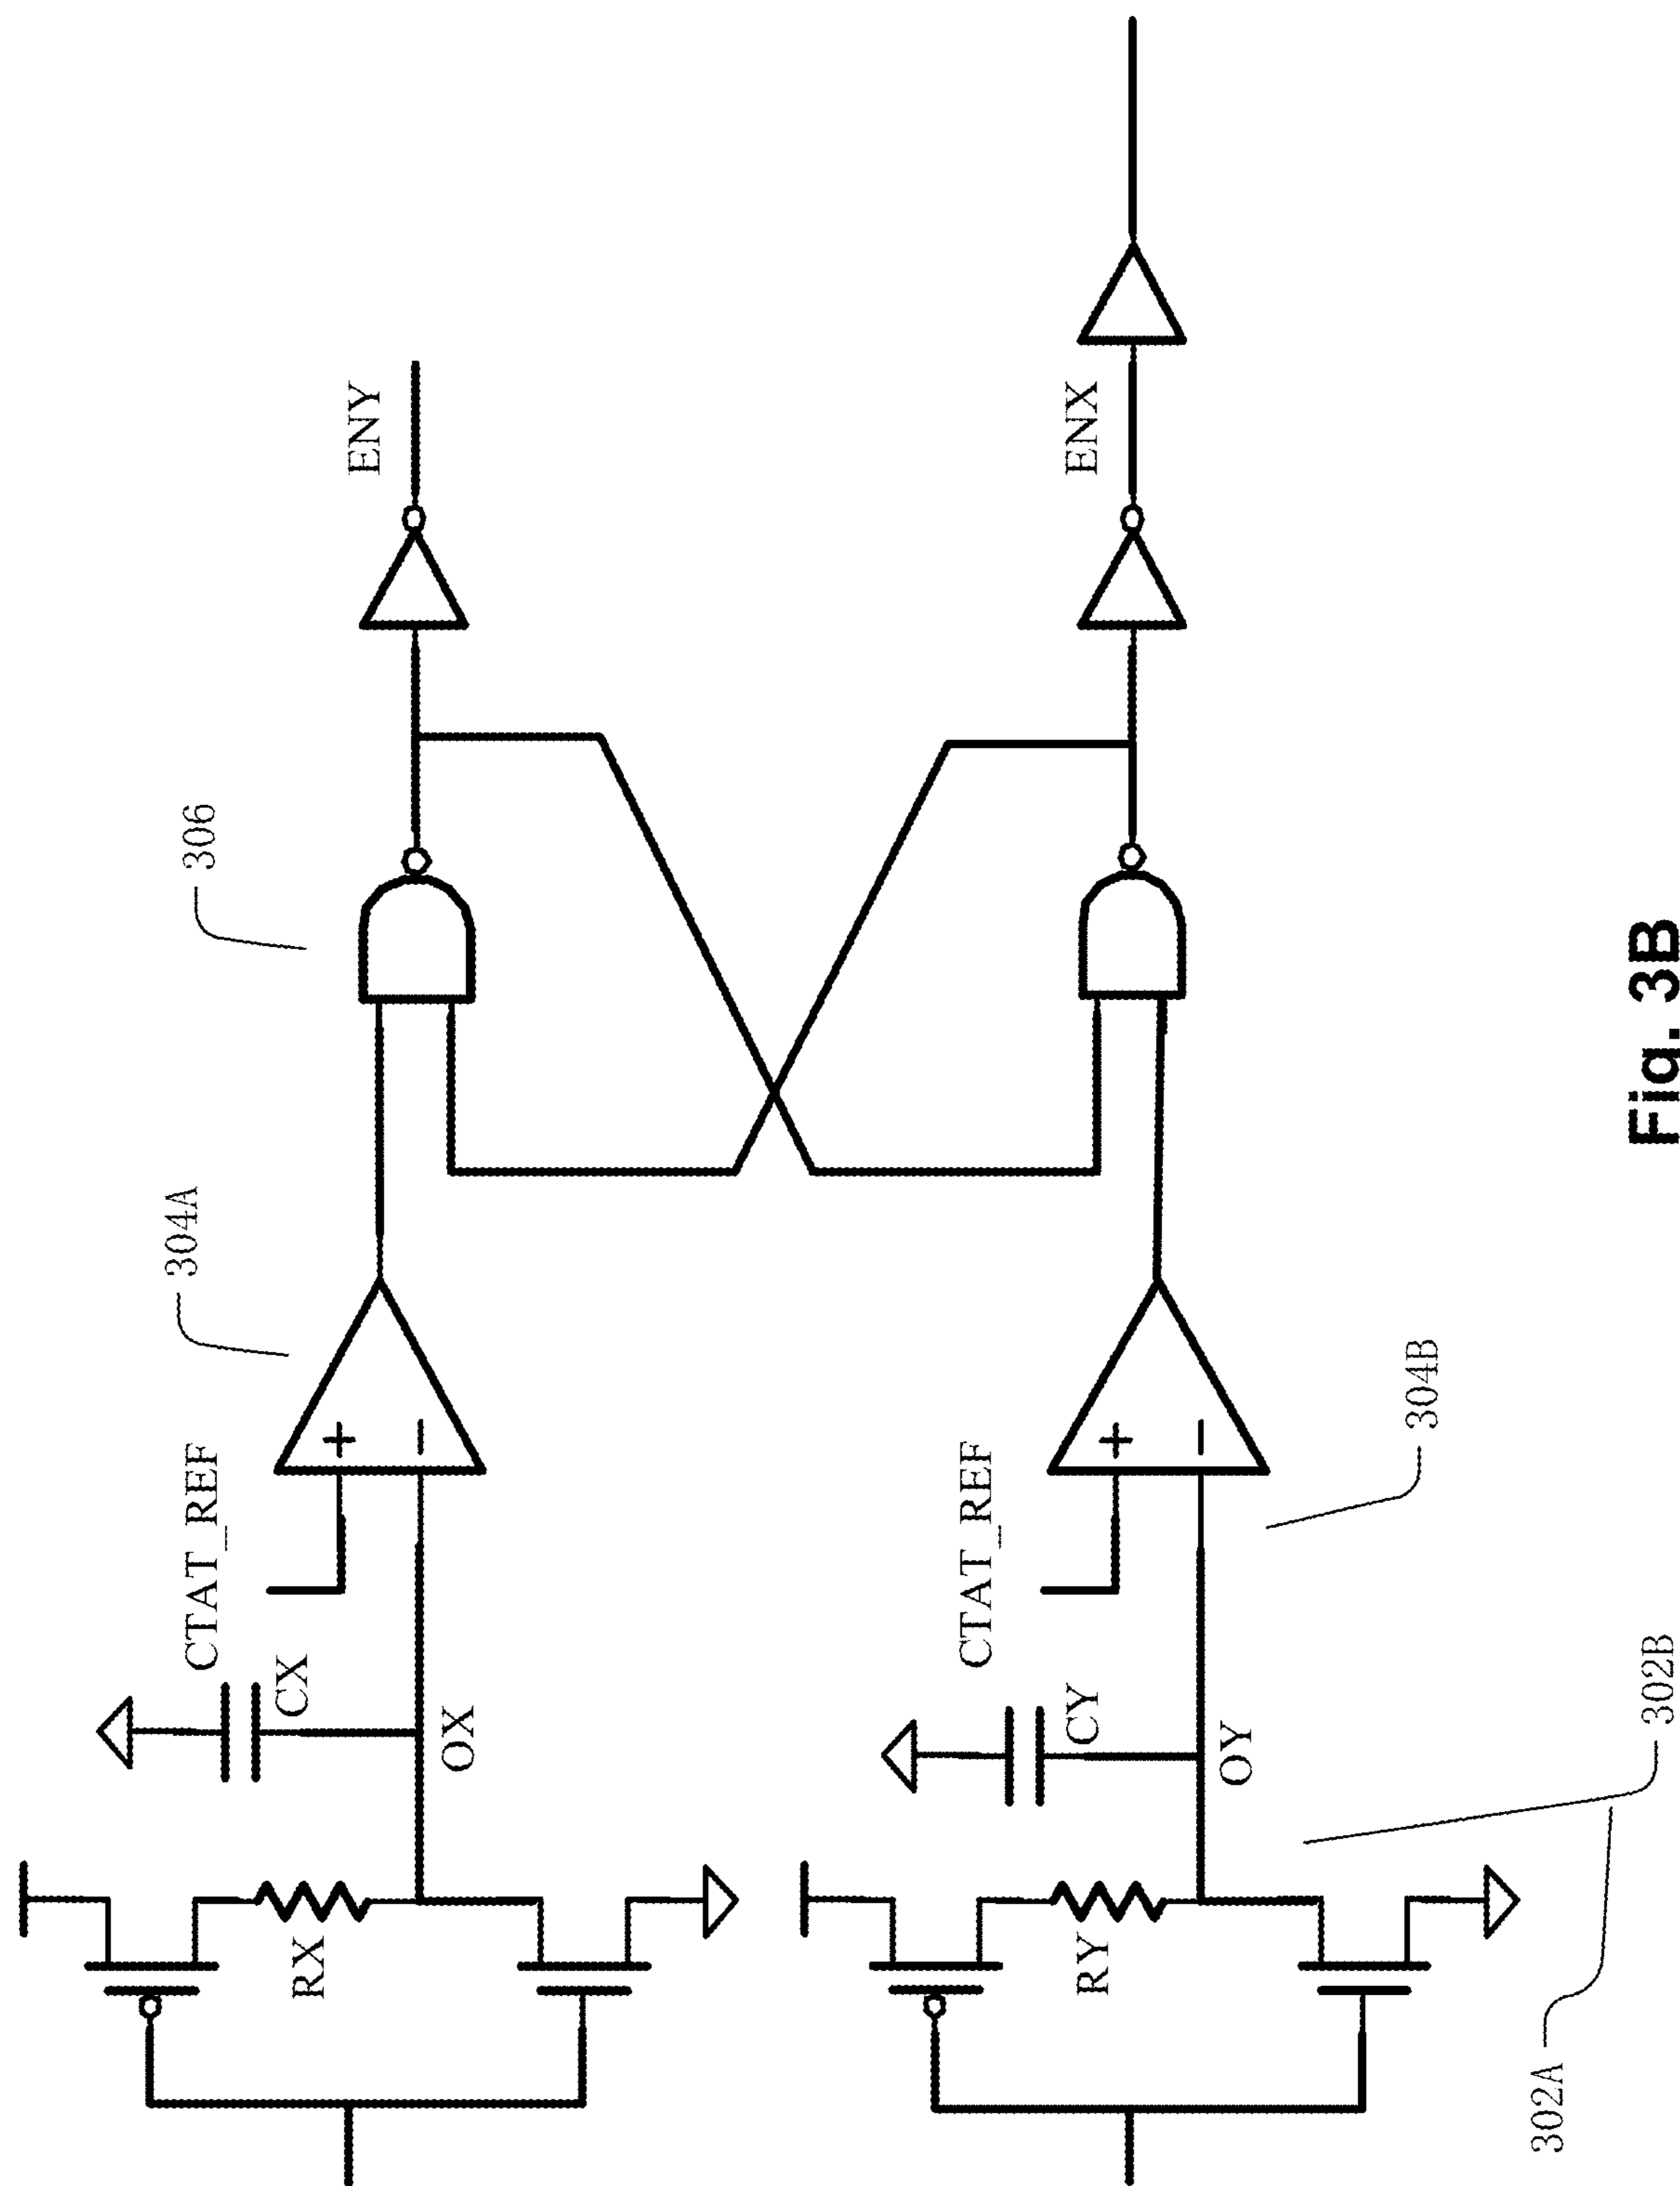 306
304A
ENY
CTAT_REF
CX
OX
RX
ENX
CTAT_REF
CY
OY
RY
304B
302B
302A
Fig. 3B